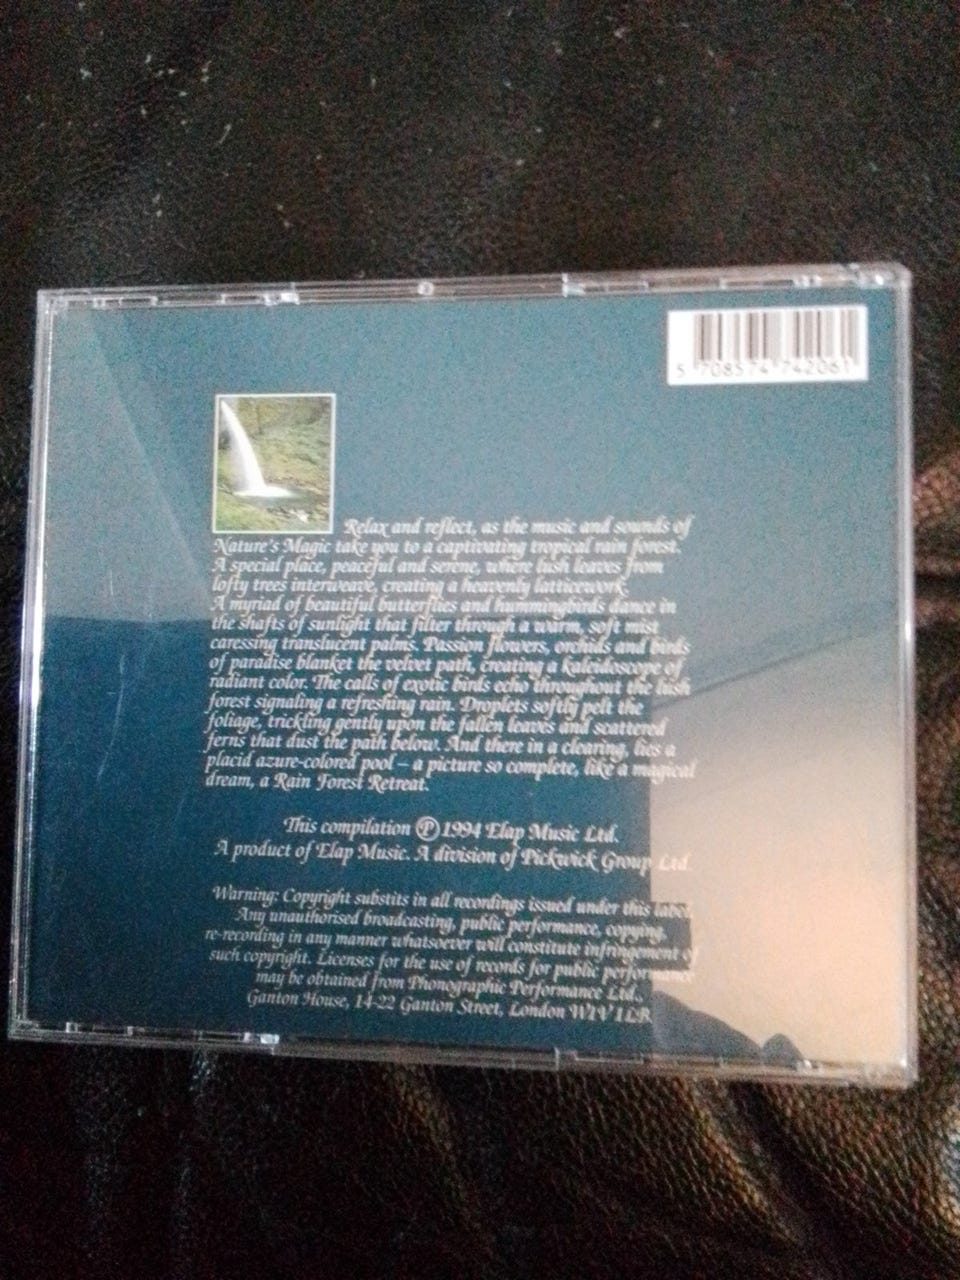 5 708574 742061
Relax and reflect, as the music and sounds of
Nature's Magic take you to a captivating tropical rain forest.
A special place, peaceful and serene, where lush leaves from
lofty trees interweave, creating a heavenly latticework.
A myriad of beautiful butterflies and hummingbirds dance in
the shafts of sunlight that filter through a warm, soft mist
caressing translucent palms. Passion flowers, orchids and birds
of paradise blanket the velvet path, creating a kaleidoscope of
radiant color. The calls of exotic birds echo throughout the lush
forest signaling a refreshing rain. Droplets softly pelt the
foliage, trickling gently upon the fallen leaves and scattered
ferns that dust the path below. And there in a clearing, lies a
placid azure-colored pool – a picture so complete, like a magical
dream, a Rain Forest Retreat.
This compilation ℗ 1994 Elap Music Ltd.
A product of Elap Music. A division of Pickwick Group Ltd.
Warning: Copyright substits in all recordings issued under this label.
Any unauthorised broadcasting, public performance, copying,
re-recording in any manner whatsoever will constitute infringement of
such copyright. Licenses for the use of records for public performance
may be obtained from Phonographic Performance Ltd.,
Ganton House, 14-22 Ganton Street, London W1V 1LB